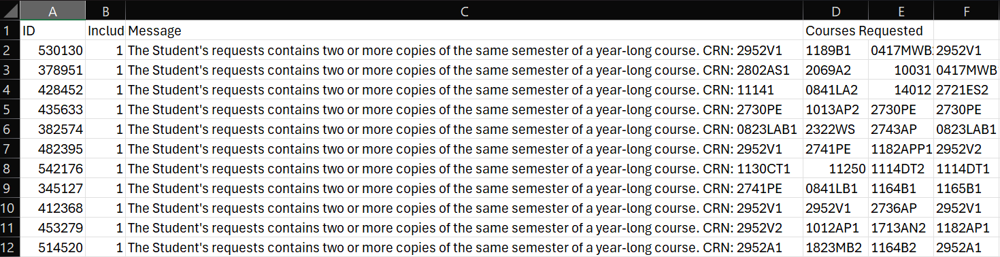 A B C D E F
1 ID Includ Message Courses Requested
2 530130 1 The Student's requests contains two or more copies of the same semester of a year-long course. CRN: 2952V1 1189B1 0417MWB 2952V1
3 378951 1 The Student's requests contains two or more copies of the same semester of a year-long course. CRN: 2802AS1 2069A2 10031 0417MWB
4 428452 1 The Student's requests contains two or more copies of the same semester of a year-long course. CRN: 11141 0841LA2 14012 2721ES2
5 435633 1 The Student's requests contains two or more copies of the same semester of a year-long course. CRN: 2730PE 1013AP2 2730PE 2730PE
6 382574 1 The Student's requests contains two or more copies of the same semester of a year-long course. CRN: 0823LAB1 2322WS 2743AP 0823LAB1
7 482395 1 The Student's requests contains two or more copies of the same semester of a year-long course. CRN: 2952V1 2741PE 1182APP1 2952V2
8 542176 1 The Student's requests contains two or more copies of the same semester of a year-long course. CRN: 1130CT1 11250 1114DT2 1114DT1
9 345127 1 The Student's requests contains two or more copies of the same semester of a year-long course. CRN: 2741PE 0841LB1 1164B1 1165B1
10 412368 1 The Student's requests contains two or more copies of the same semester of a year-long course. CRN: 2952V1 2952V1 2736AP 2952V1
11 453279 1 The Student's requests contains two or more copies of the same semester of a year-long course. CRN: 2952V2 1012AP1 1713AN2 1182AP1
12 514520 1 The Student's requests contains two or more copies of the same semester of a year-long course. CRN: 2952A1 1823MB2 1164B2 2952A1